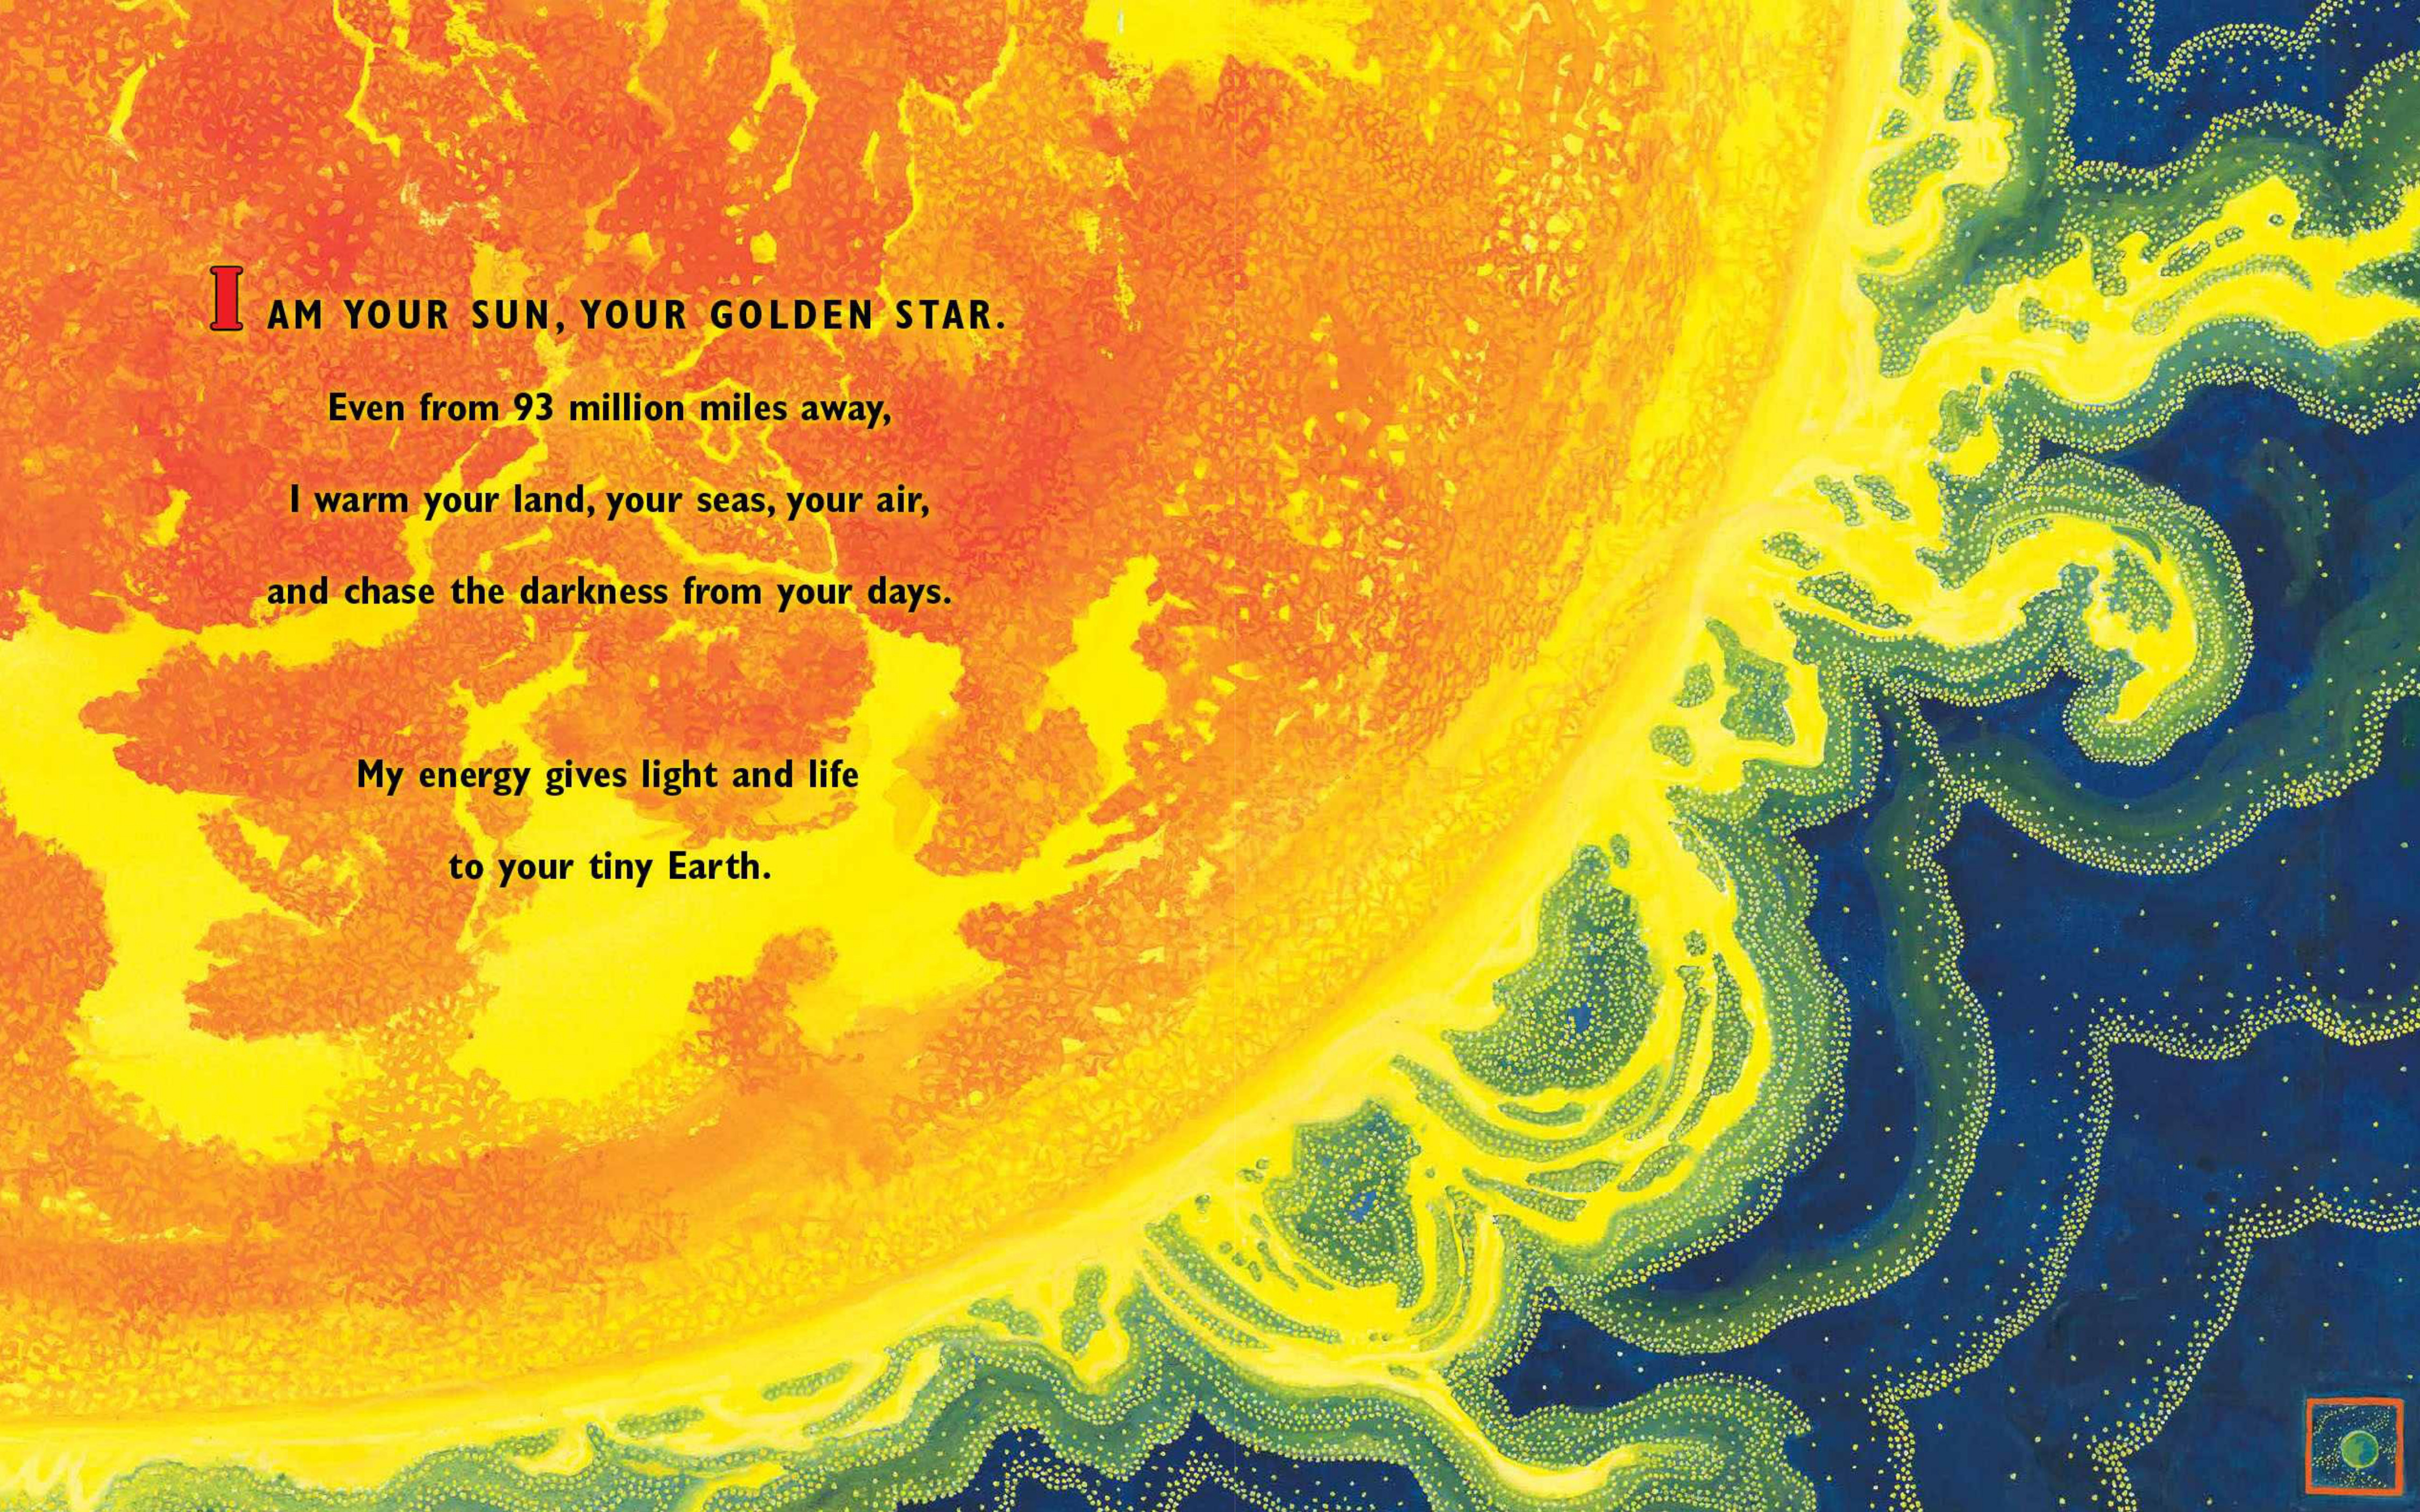 I AM YOUR SUN, YOUR GOLDEN STAR.
Even from 93 million miles away,
I warm your land, your seas, your air,
and chase the darkness from your days.
My energy gives light and life
to your tiny Earth.